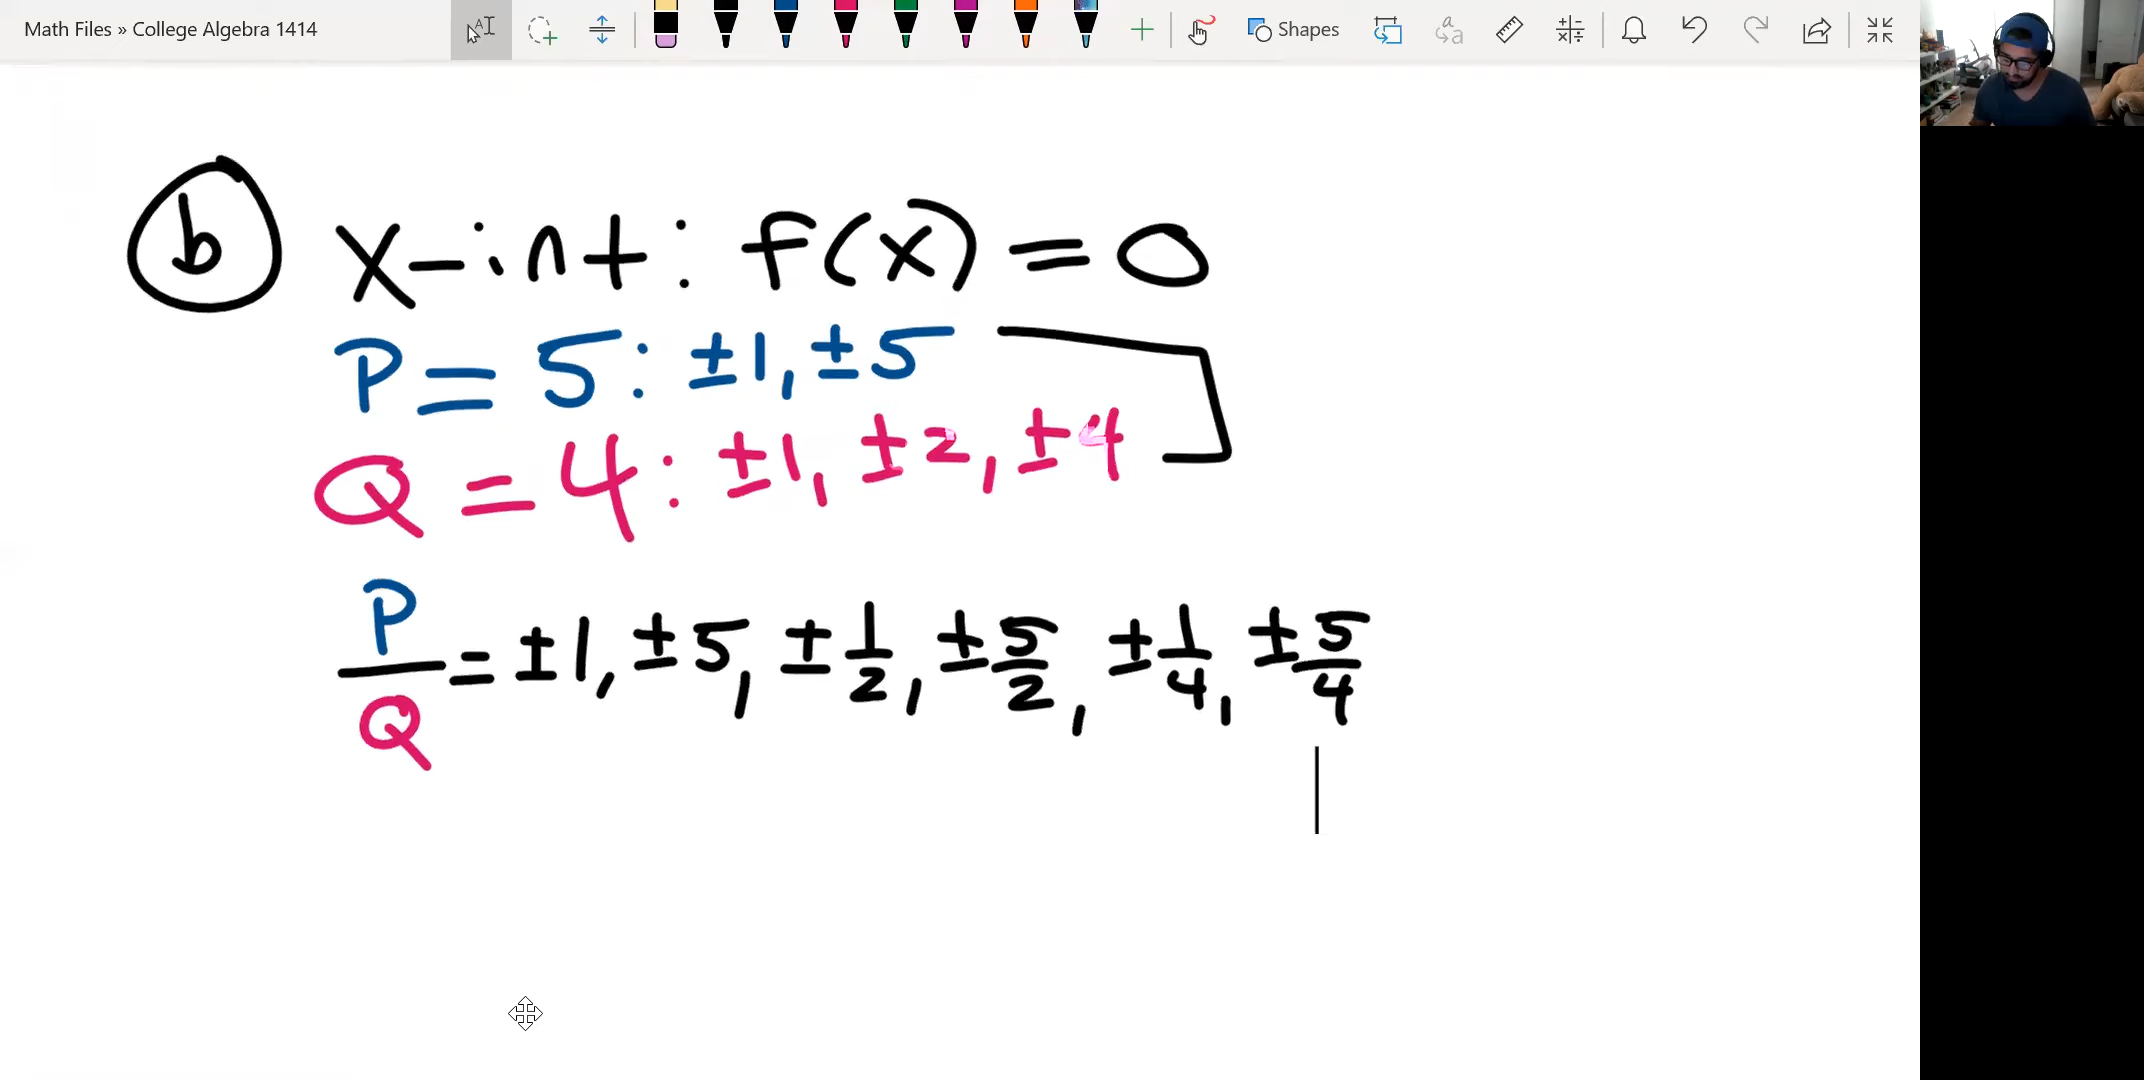 Math Files » College Algebra 1414
Shapes
b x-int: f(x) = 0
P = 5: ±1, ±5
Q = 4: ±1, ±2, ±4
P/Q = ±1, ±5, ±1/2, ±5/2, ±1/4, ±5/4